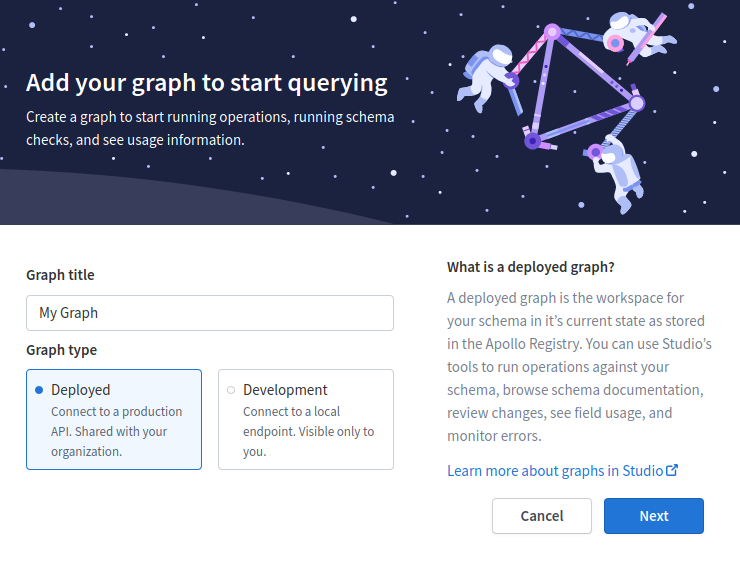 Add your graph to start querying
Create a graph to start running operations, running schema
checks, and see usage information.
Graph title
My Graph
Graph type
Deployed
Connect to a production
API. Shared with your
organization.
Development
Connect to a local
endpoint. Visible only to
you.
What is a deployed graph?
A deployed graph is the workspace for
your schema in it’s current state as stored
in the Apollo Registry. You can use Studio’s
tools to run operations against your
schema, browse schema documentation,
review changes, see field usage, and
monitor errors.
Learn more about graphs in Studio
Cancel
Next